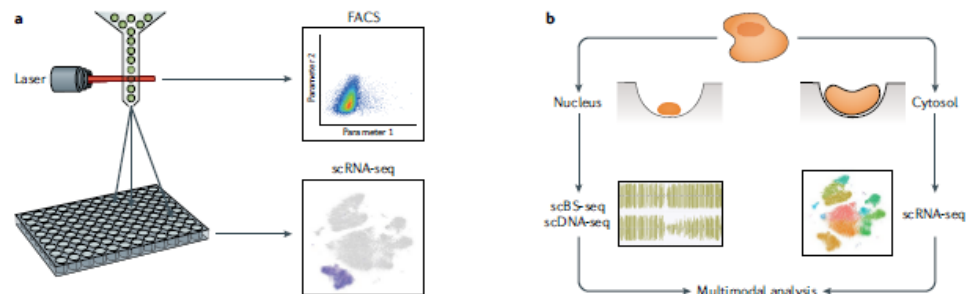 a
FACS
Laser
Parameter 2
Parameter 1
scRNA-seq
b
Nucleus
Cytosol
scBS-seq
scDNA-seq
scRNA-seq
Multimodal analysis